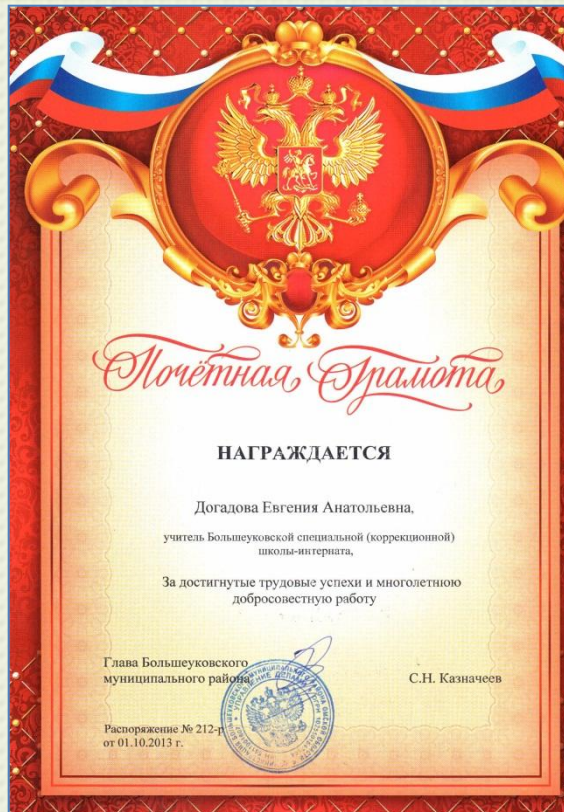 Почётная Грамота
НАГРАЖДАЕТСЯ
Догадова Евгения Анатольевна,
учитель Большеуковской специальной (коррекционной)
школы-интерната,
За достигнутые трудовые успехи и многолетнюю
добросовестную работу
Глава Большеуковского
муниципального района
С.Н. Казначеев
Распоряжение № 212-р
от 01.10.2013 г.